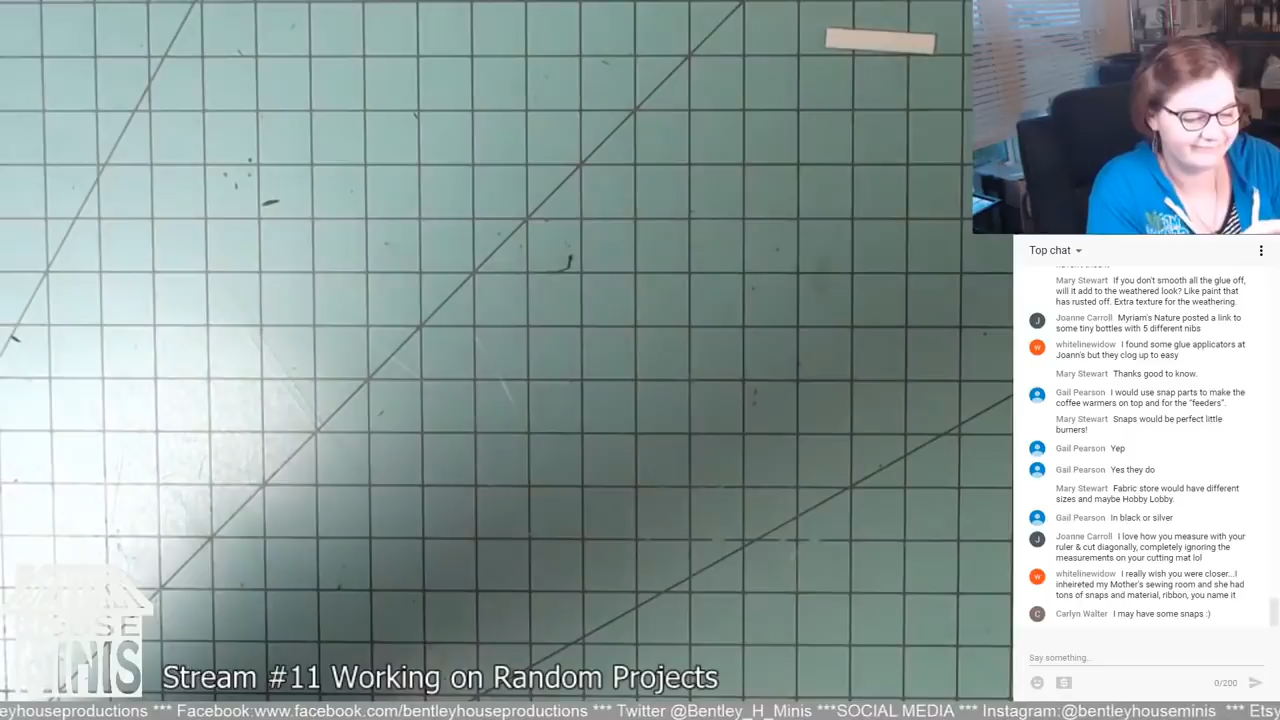 Top chat
Mary Stewart If you don't smooth all the glue off,
will it add to the weathered look? Like paint that
has rusted off. Extra texture for the weathering.
Joanne Carroll Myriam's Nature posted a link to
some tiny bottles with 5 different nibs
whitelinewidow I found some glue applicators at
Joann's but they clog up to easy
Mary Stewart Thanks good to know.
Gail Pearson I would use snap parts to make the
coffee warmers on top and for the "feeders".
Mary Stewart Snaps would be perfect little
burners!
Gail Pearson Yep
Gail Pearson Yes they do
Mary Stewart Fabric store would have different
sizes and maybe Hobby Lobby.
Gail Pearson In black or silver
Joanne Carroll I love how you measure with your
ruler & cut diagonally, completely ignoring the
measurements on your cutting mat lol
whitelinewidow I really wish you were closer...I
inheireted my Mother's sewing room and she had
tons of snaps and material, ribbon, you name it
Carlyn Walter I may have some snaps :)
Say something...
0/200
HOUSE
MINIS
Stream #11 Working on Random Projects
leyhouseproductions *** Facebook:www.facebook.com/bentleyhouseproductions *** Twitter @Bentley_H_Minis ***SOCIAL MEDIA *** Instagram:@bentleyhouseminis *** Etsy